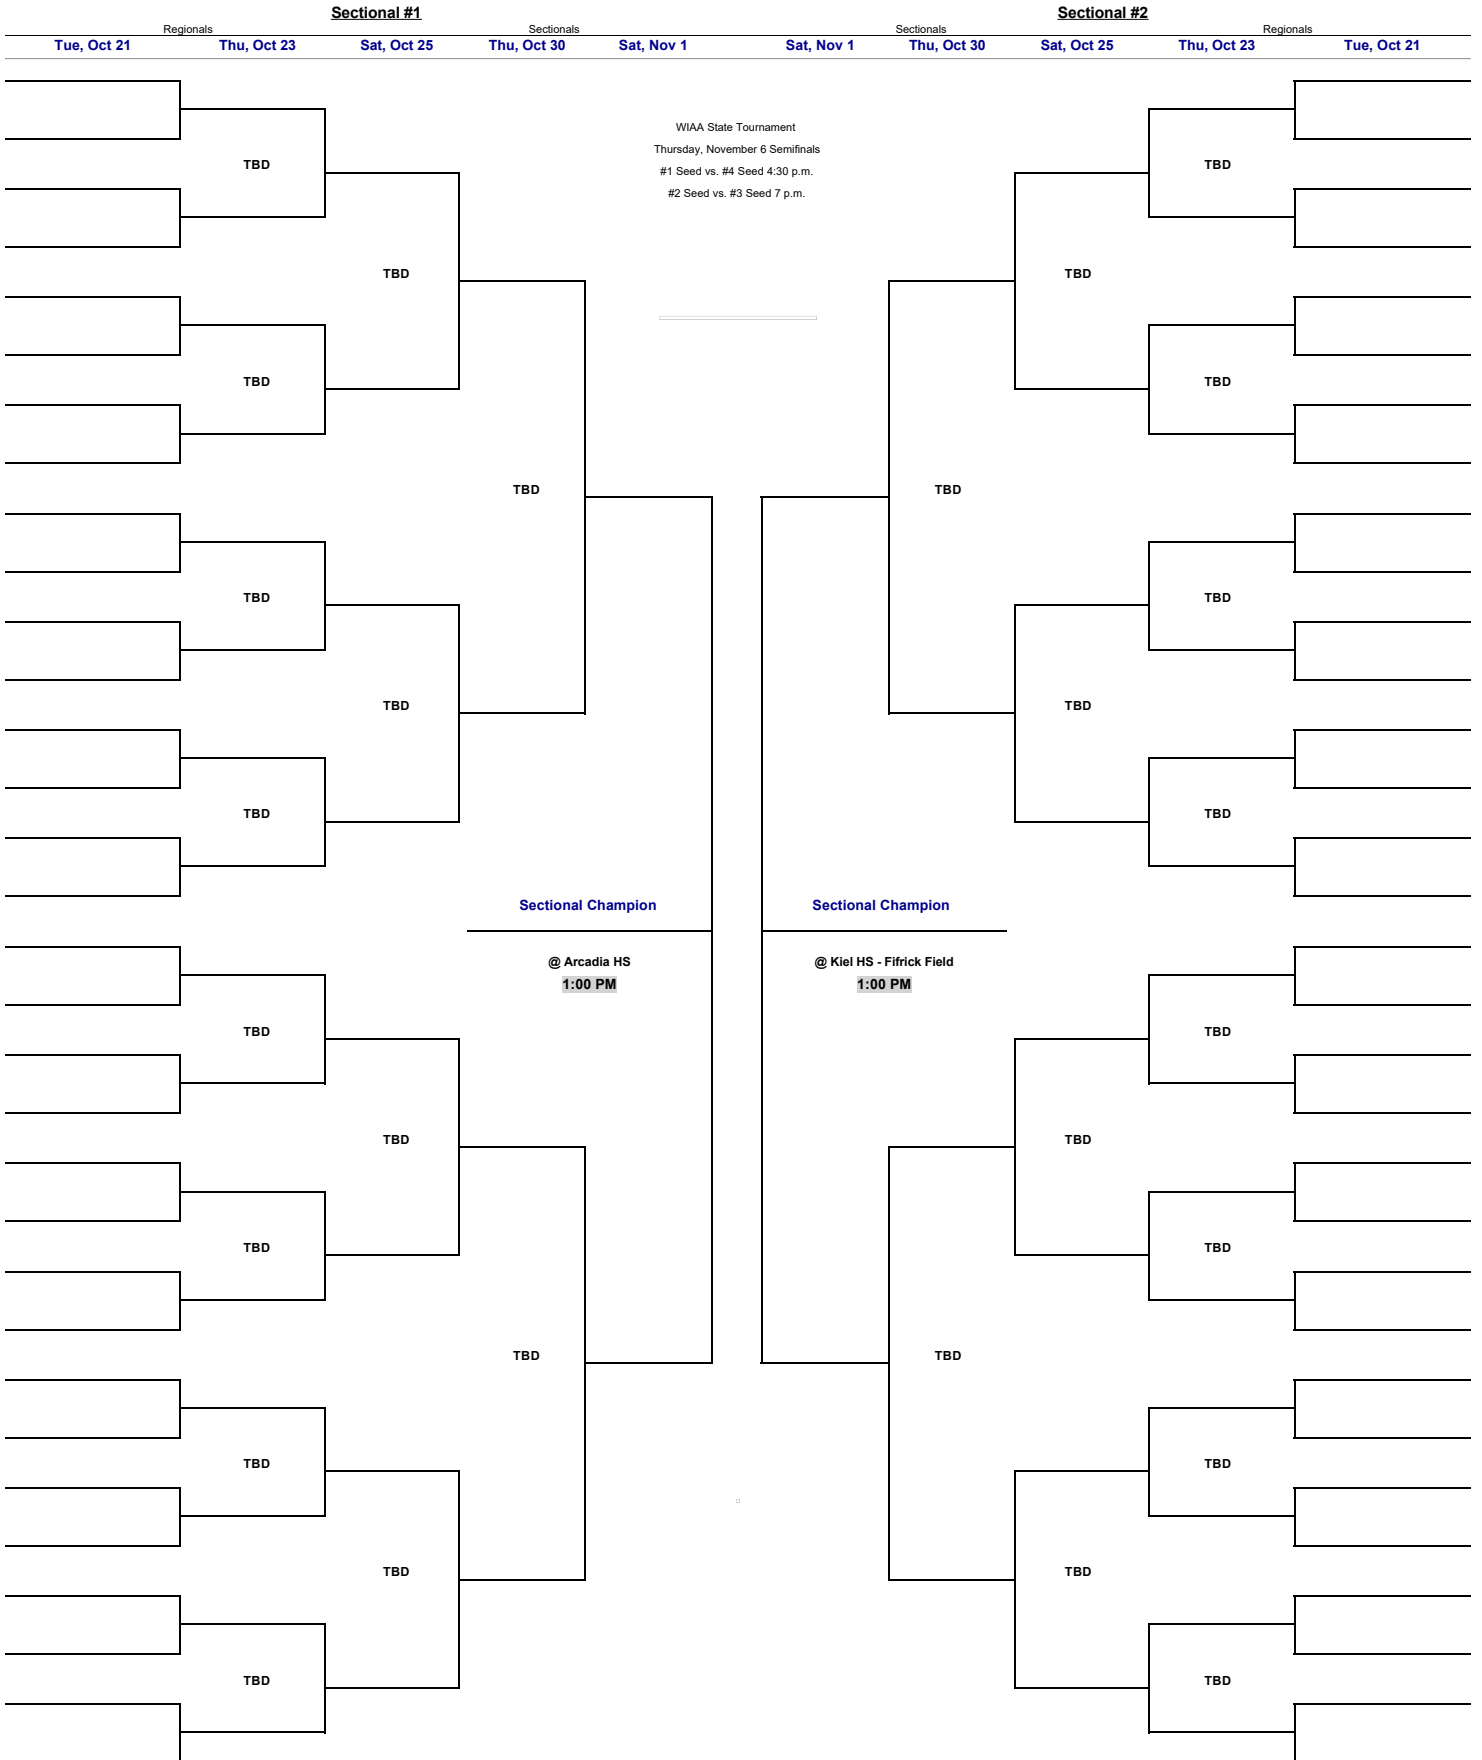 Sectional #1 Sectional #2
Regionals Sectionals Sectionals Regionals
Tue, Oct 21 Thu, Oct 23 Sat, Oct 25 Thu, Oct 30 Sat, Nov 1 Sat, Nov 1 Thu, Oct 30 Sat, Oct 25 Thu, Oct 23 Tue, Oct 21
WIAA State Tournament
Thursday, November 6 Semifinals
TBD TBD
#1 Seed vs. #4 Seed 4:30 p.m.
#2 Seed vs. #3 Seed 7 p.m.
TBD TBD
TBD TBD
TBD TBD
TBD TBD
TBD TBD
TBD TBD
Sectional Champion Sectional Champion
@ Arcadia HS @ Kiel HS - Fifrick Field
1:00 PM 1:00 PM
TBD TBD
TBD TBD
TBD TBD
TBD TBD
TBD TBD
TBD TBD
TBD TBD